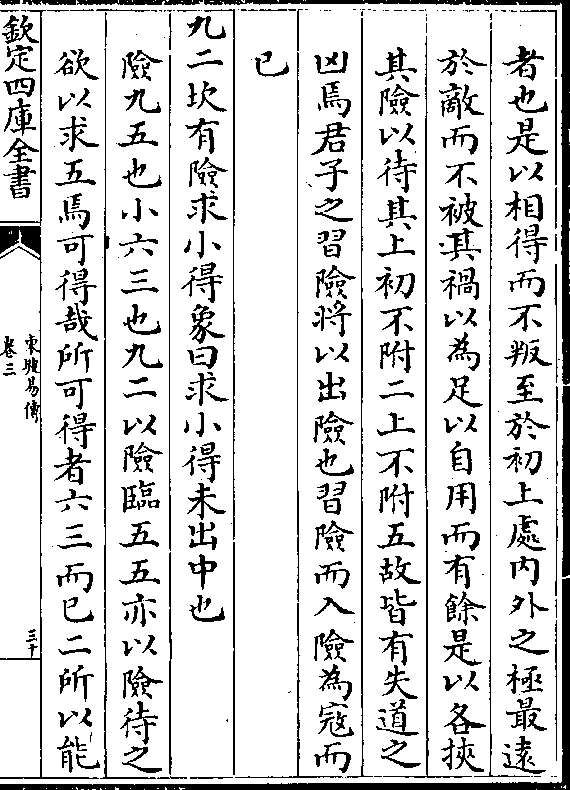 者也是以相得而不叛至於初上處内外之極最遠
於敵而不被其禍以為足以自用而有餘是以各挾
其險以待其上初不附二上不附五故皆有失道之
凶焉君子之習險將以出險也習險而入險為寇而
已
九二坎有險求小得象曰求小得未出中也
險九五也小六三也九二以險臨五五亦以險待之
欲以求五焉可得哉所可得者六三而已二所以能
欽定四庫全書
東坡易傳
卷三
三十